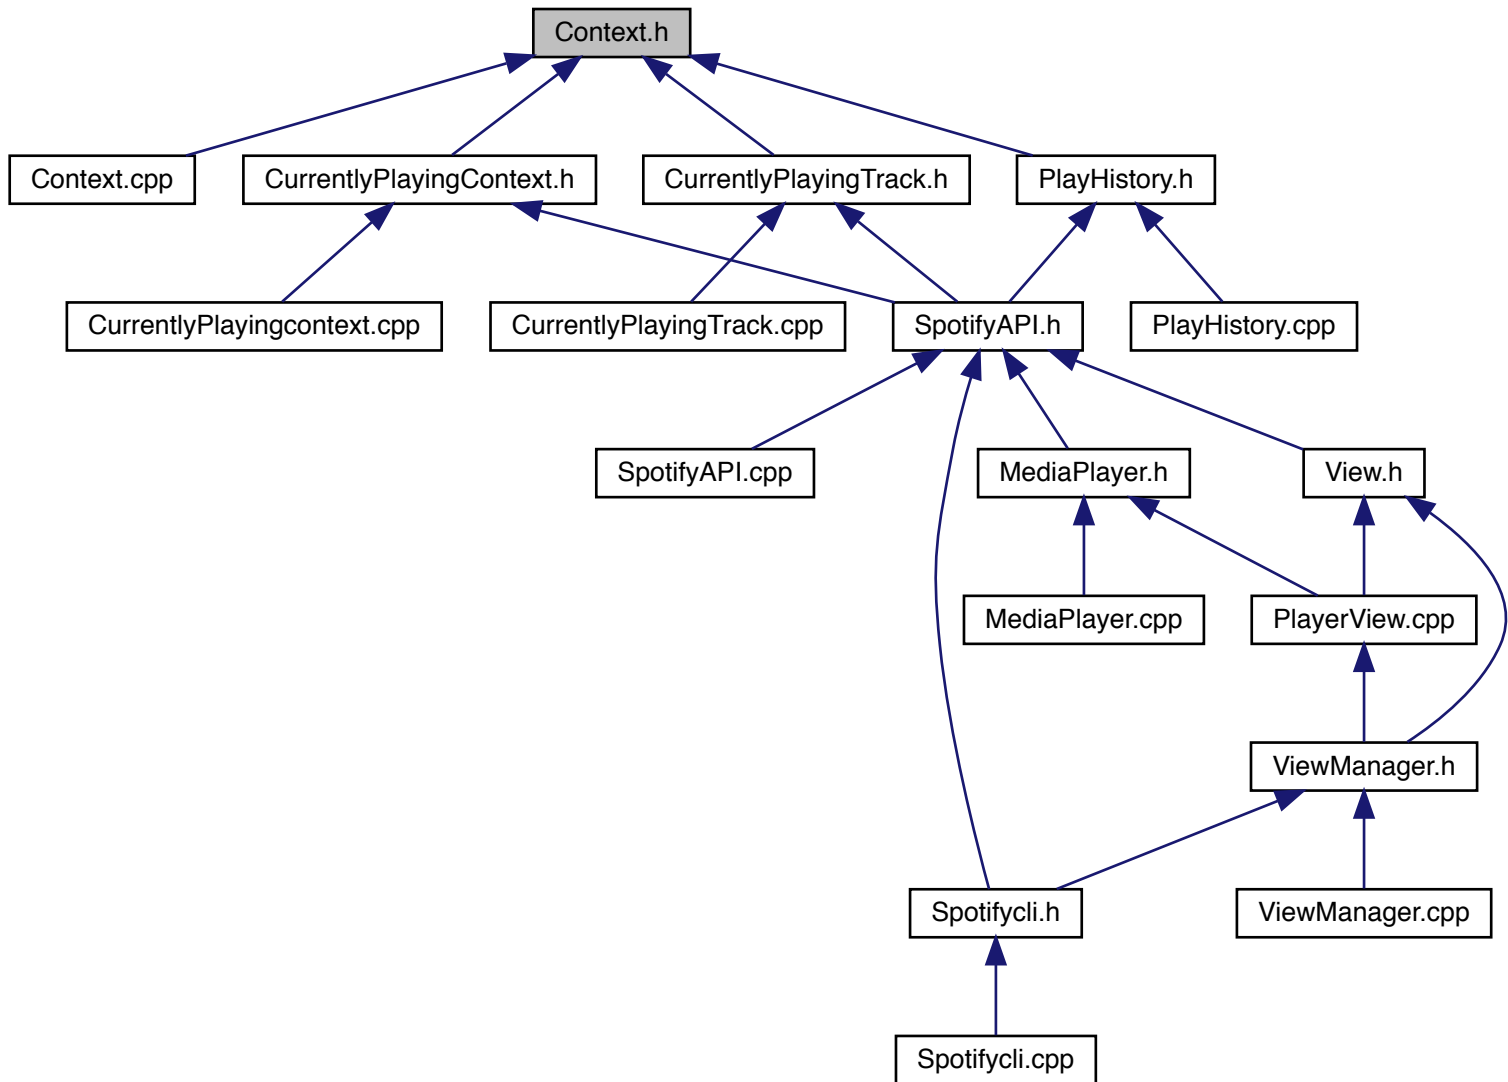 Context.h
Context.cpp
CurrentlyPlayingContext.h
CurrentlyPlayingTrack.h
PlayHistory.h
CurrentlyPlayingcontext.cpp
CurrentlyPlayingTrack.cpp
SpotifyAPI.h
PlayHistory.cpp
SpotifyAPI.cpp
MediaPlayer.h
View.h
MediaPlayer.cpp
PlayerView.cpp
ViewManager.h
Spotifycli.h
ViewManager.cpp
Spotifycli.cpp